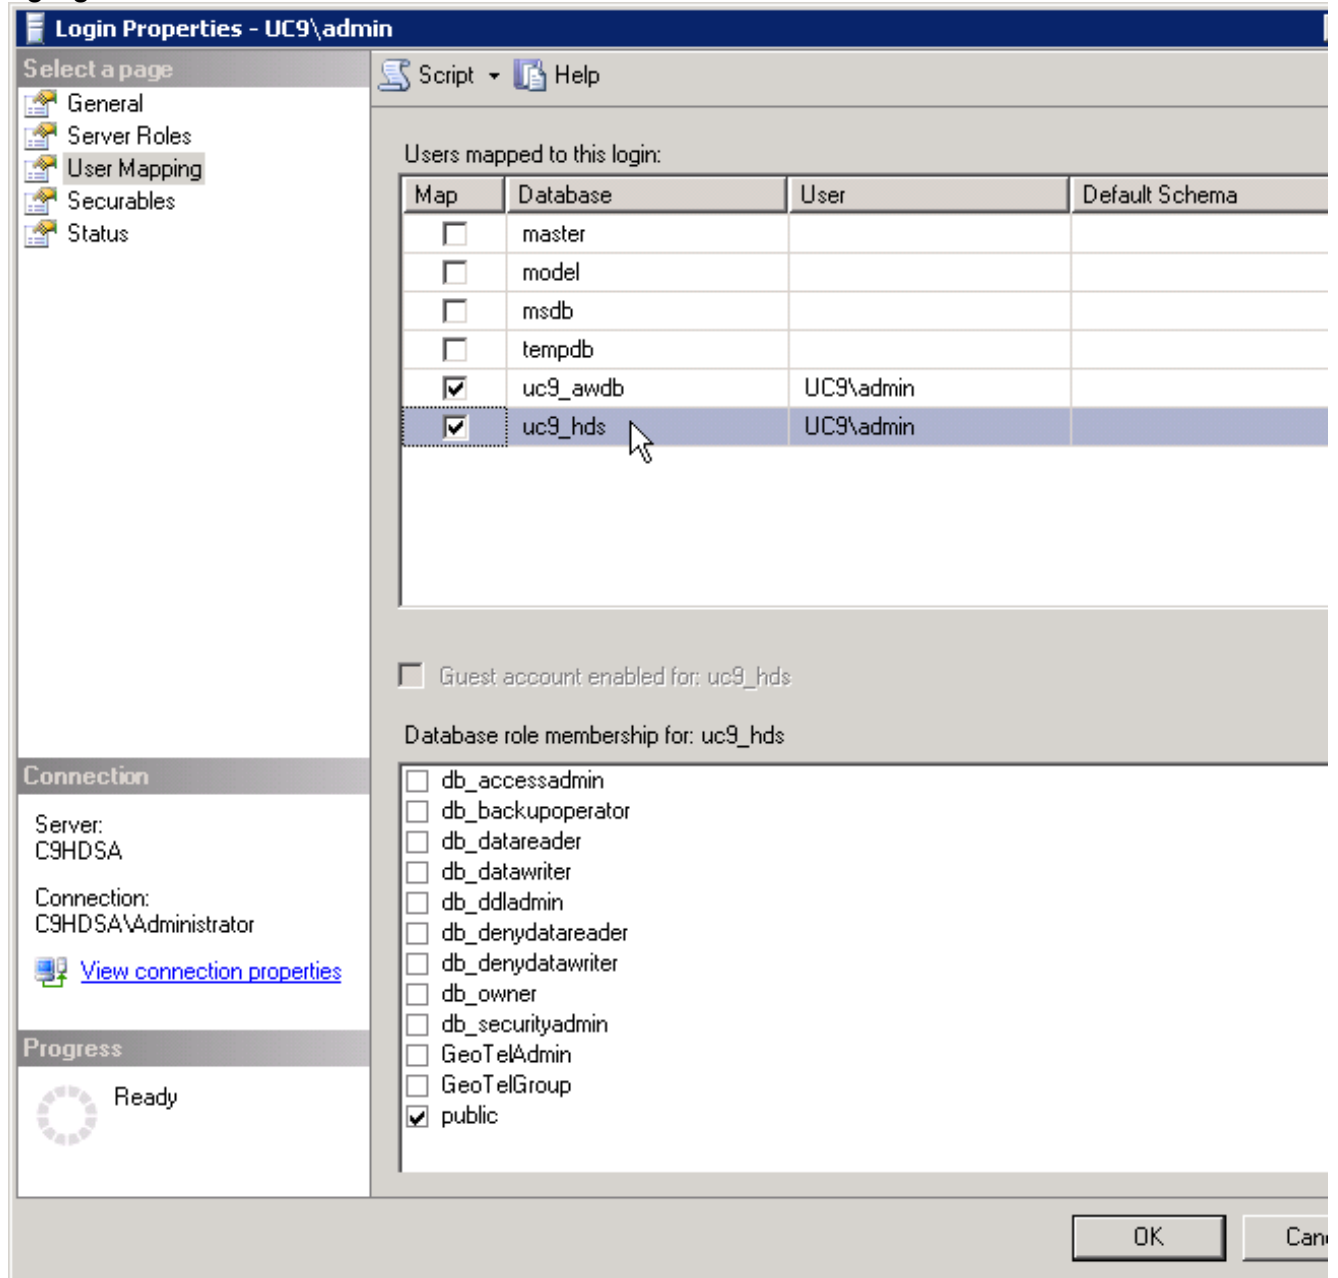 Login Properties - UC9\admin
Select a page
General
Server Roles
User Mapping
Securables
Status
Script
Help
Users mapped to this login:
Map Database User Default Schema
master
model
msdb
tempdb
uc9_awdb UC9\admin
uc9_hds UC9\admin
Guest account enabled for: uc9_hds
Database role membership for: uc9_hds
db_accessadmin
db_backupoperator
db_datareader
db_datawriter
db_ddladmin
db_denydatareader
db_denydatawriter
db_owner
db_securityadmin
GeoTelAdmin
GeoTelGroup
public
Connection
Server:
C9HDSA
Connection:
C9HDSA\Administrator
View connection properties
Progress
Ready
OK